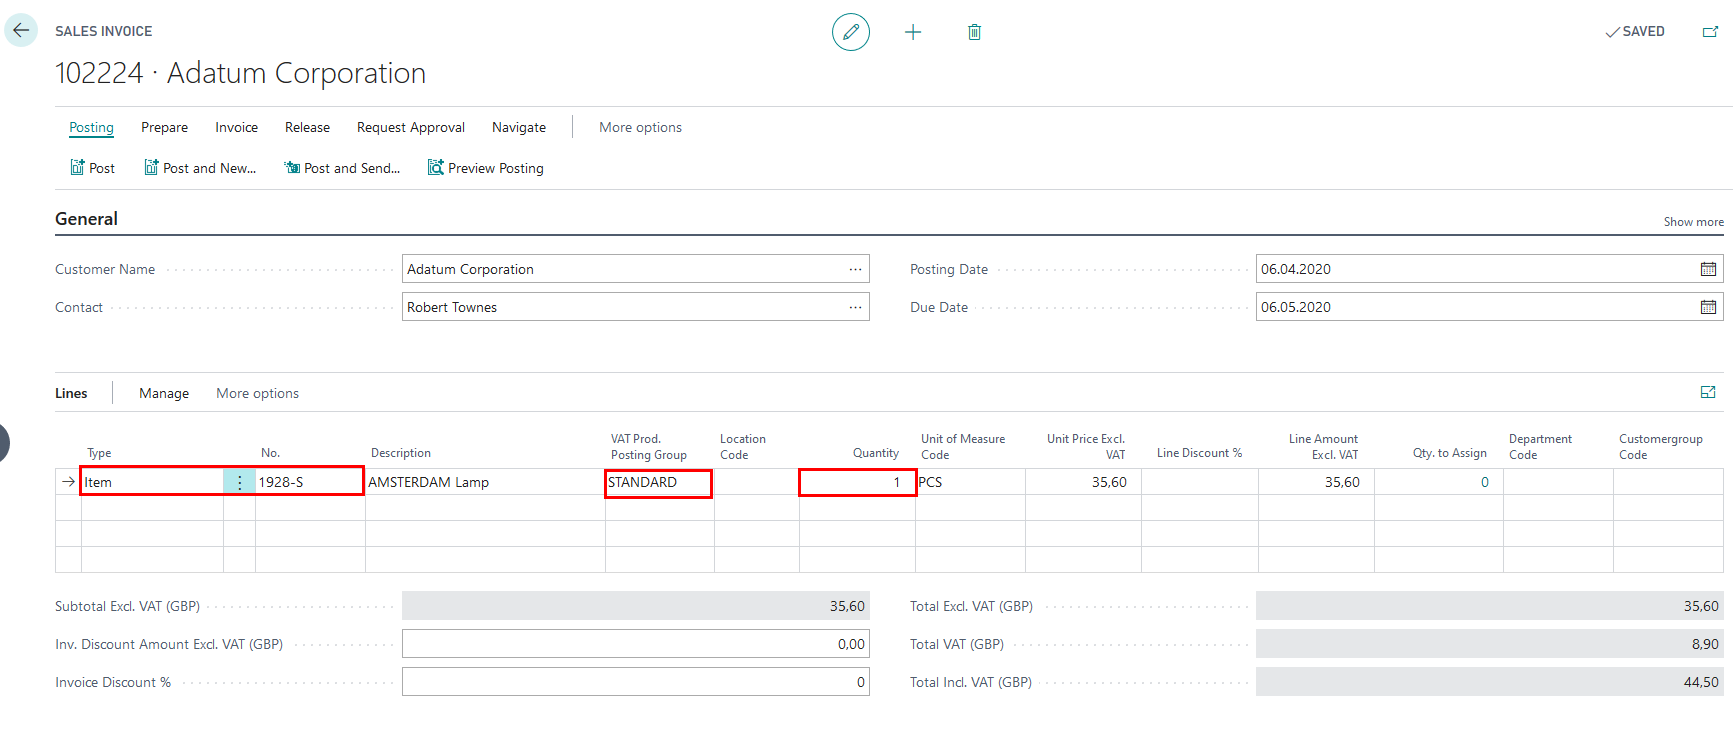 SALES INVOICE
SAVED
102224 · Adatum Corporation
Posting Prepare Invoice Release Request Approval Navigate More options
Post Post and New... Post and Send... Preview Posting
General
Show more
Customer Name Adatum Corporation
Posting Date 06.04.2020
Contact Robert Townes
Due Date 06.05.2020
Lines Manage More options
Type No. Description VAT Prod. Posting Group Location Code Quantity Unit of Measure Code Unit Price Excl. VAT Line Discount % Line Amount Excl. VAT Qty. to Assign Department Code Customergroup Code
Item 1928-S AMSTERDAM Lamp STANDARD 1 PCS 35,60 35,60 0
Subtotal Excl. VAT (GBP) 35,60
Total Excl. VAT (GBP) 35,60
Inv. Discount Amount Excl. VAT (GBP) 0,00
Total VAT (GBP) 8,90
Invoice Discount % 0
Total Incl. VAT (GBP) 44,50